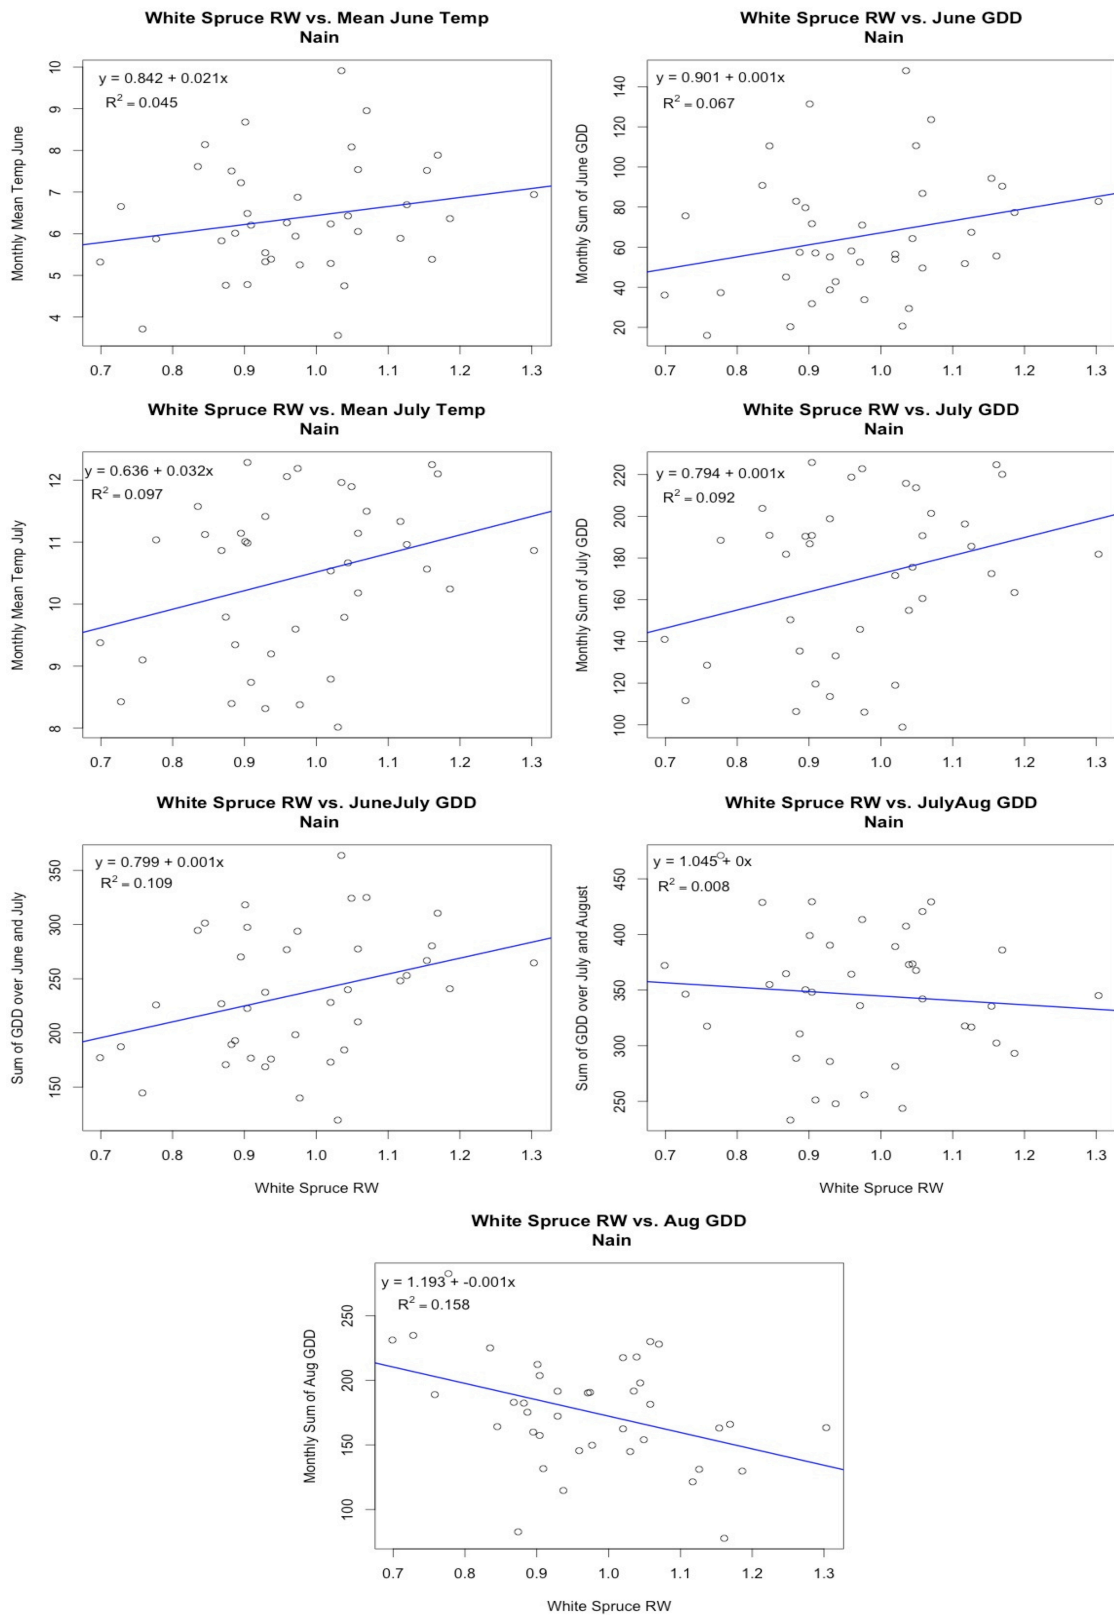 White Spruce RW vs. Mean June Temp
Nain
y = 0.842 + 0.021x
R² = 0.045
Monthly Mean Temp June
10
9
8
7
6
5
4
0.7 0.8 0.9 1.0 1.1 1.2 1.3
White Spruce RW vs. June GDD
Nain
y = 0.901 + 0.001x
R² = 0.067
Monthly Sum of June GDD
140
120
100
80
60
40
20
0.7 0.8 0.9 1.0 1.1 1.2 1.3
White Spruce RW vs. Mean July Temp
Nain
y = 0.636 + 0.032x
R² = 0.097
Monthly Mean Temp July
12
11
10
9
8
0.7 0.8 0.9 1.0 1.1 1.2 1.3
White Spruce RW vs. July GDD
Nain
y = 0.794 + 0.001x
R² = 0.092
Monthly Sum of July GDD
220
200
180
160
140
120
100
0.7 0.8 0.9 1.0 1.1 1.2 1.3
White Spruce RW vs. JuneJuly GDD
Nain
y = 0.799 + 0.001x
R² = 0.109
Sum of GDD over June and July
350
300
250
200
150
0.7 0.8 0.9 1.0 1.1 1.2 1.3
White Spruce RW
White Spruce RW vs. JulyAug GDD
Nain
y = 1.045 + 0x
R² = 0.008
Sum of GDD over July and August
450
400
350
300
250
0.7 0.8 0.9 1.0 1.1 1.2 1.3
White Spruce RW
White Spruce RW vs. Aug GDD
Nain
y = 1.193 + -0.001x
R² = 0.158
Monthly Sum of Aug GDD
250
200
150
100
0.7 0.8 0.9 1.0 1.1 1.2 1.3
White Spruce RW